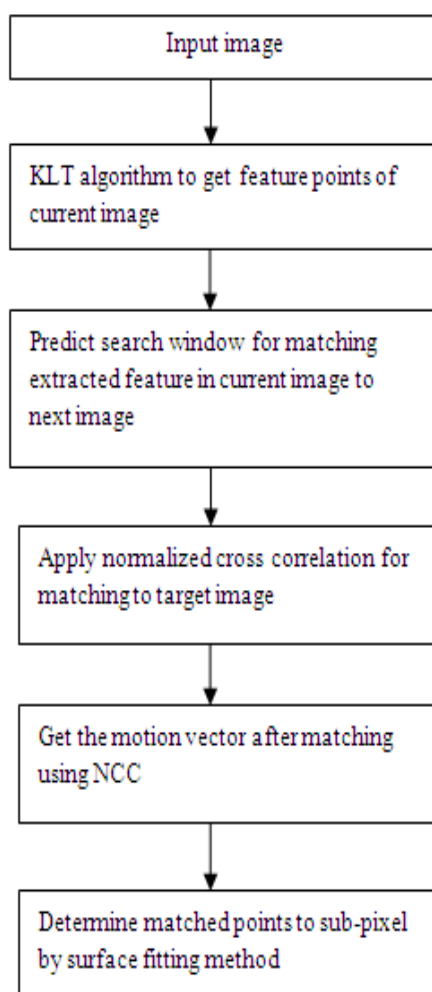 Input image
KLT algorithm to get feature points of
current image
Predict search window for matching
extracted feature in current image to
next image
Apply normalized cross correlation for
matching to target image
Get the motion vector after matching
using NCC
Determine matched points to sub-pixel
by surface fitting method